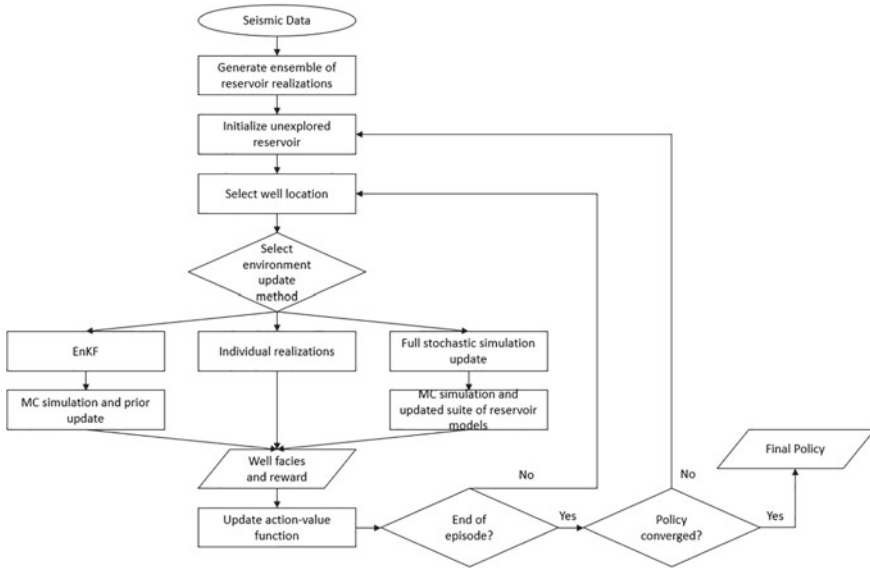 Seismic Data
Generate ensemble of
reservoir realizations
Initialize unexplored
reservoir
Select well location
Select
environment
update
method
EnKF
Individual realizations
Full stochastic simulation
update
MC simulation and prior
update
MC simulation and
updated suite of reservoir
models
Well facies
and reward
Update action-value
function
End of
episode?
No
Yes
Policy
converged?
No
Yes
Final Policy